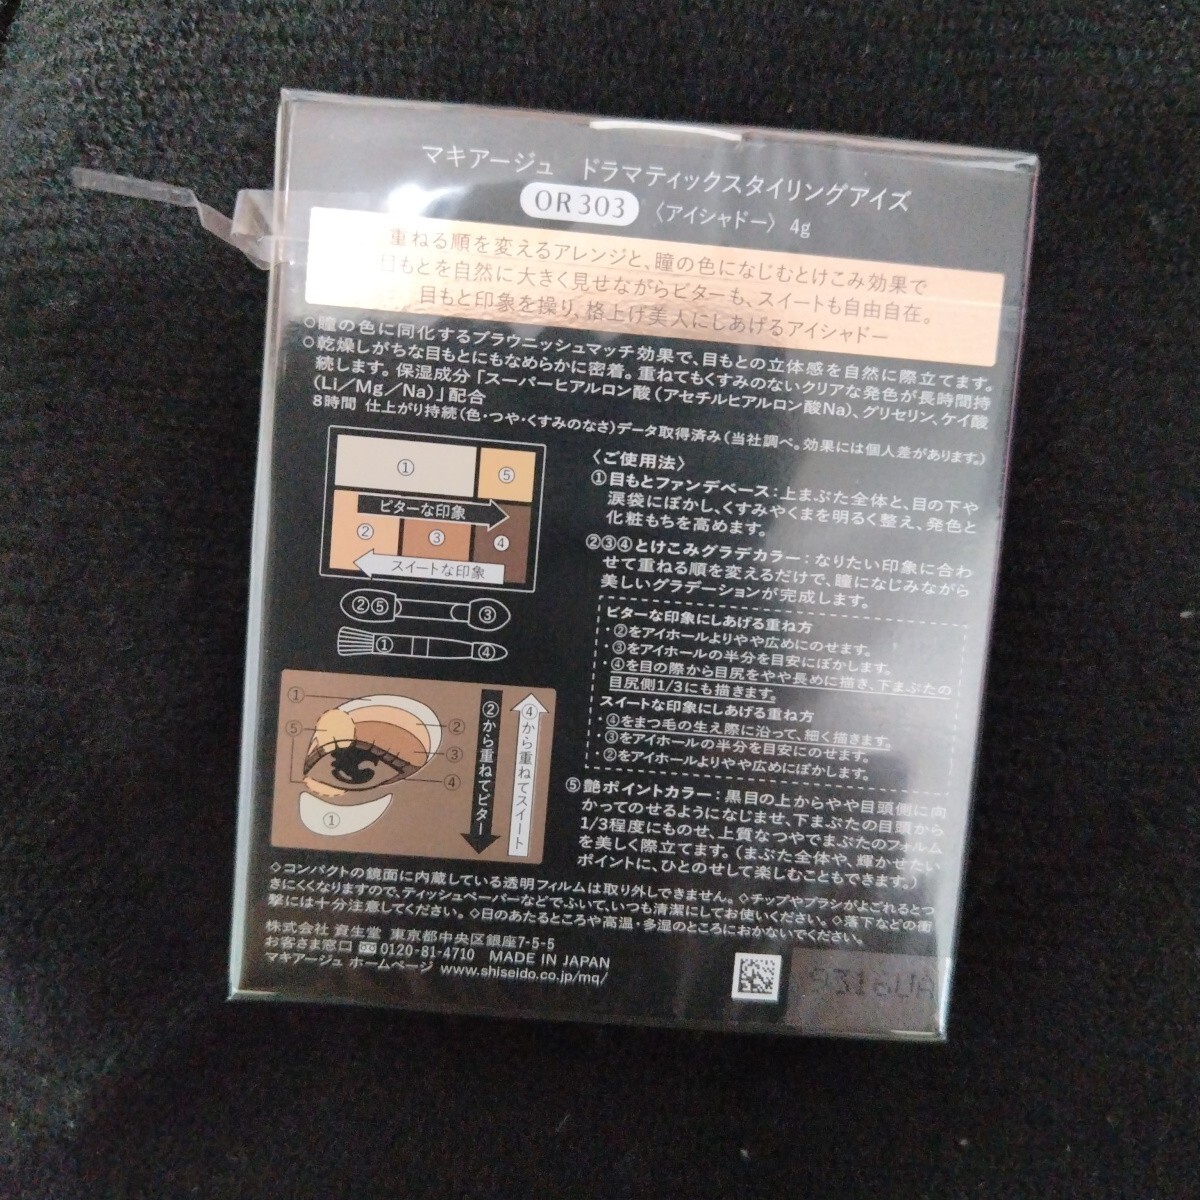 マキアージュ ドラマティックスタイリングアイズ
OR303 〈アイシャドー〉 4g
重ねる順を変えるアレンジと、瞳の色になじむとけこみ効果で
目もとを自然に大きく見せながらビターも、スイートも自由自在。
目もと印象を操り、格上げ美人にしあげるアイシャドー
○瞳の色に同化するブラウニッシュマッチ効果で、目もとの立体感を自然に際立てます。
○乾燥しがちな目もとにもなめらかに密着。重ねてもくすみのないクリアな発色が長時間持
続します。保湿成分「スーパーヒアルロン酸（アセチルヒアルロン酸Na）、グリセリン、ケイ酸
（Li／Mg／Na）」配合
8時間 仕上がり持続（色・つや・くすみのなさ）データ取得済み（当社調べ。効果には個人差があります。）
① ⑤
ビターな印象
② ③ ④
スイートな印象
②⑤ ③
① ④
〈ご使用法〉
①目もとファンデベース：上まぶた全体と、目の下や
涙袋にぼかし、くすみやくまを明るく整え、発色と
化粧もちを高めます。
②③④とけこみグラデカラー：なりたい印象に合わ
せて重ねる順を変えるだけで、瞳になじみながら
美しいグラデーションが完成します。
ビターな印象にしあげる重ね方
・②をアイホールよりやや広めにのせます。
・③をアイホールの半分を目安にぼかします。
・④を目の際から目尻をやや長めに描き、下まぶたの
目尻側1/3にも描きます。
スイートな印象にしあげる重ね方
・④をまつ毛の生え際に沿って、細く描きます。
・③をアイホールの半分を目安にのせます。
・②をアイホールよりやや広めにぼかします。
①
⑤
②
③
④
①
②から重ねてビター
④から重ねてスイート
⑤艶ポイントカラー：黒目の上からやや目頭側に向
かってのせるようになじませ、下まぶたの目頭から
1/3程度にものせ、上質なつやでまぶたのフォルム
を美しく際立てます。（まぶた全体や、輝かせたい
ポイントに、ひとのせして楽しむこともできます。）
◇コンパクトの鏡面に内蔵している透明フィルムは取り外しできません。◇チップやブラシがよごれるとつ
きにくくなりますので、ティッシュペーパーなどでふいて、いつも清潔にしてお使いください。◇落下などの衝
撃には十分注意してください。◇日のあたるところや高温・多湿のところにおかないでください。
株式会社 資生堂 東京都中央区銀座7-5-5
お客さま窓口 0120-81-4710 MADE IN JAPAN
マキアージュ ホームページ www.shiseido.co.jp/mq/